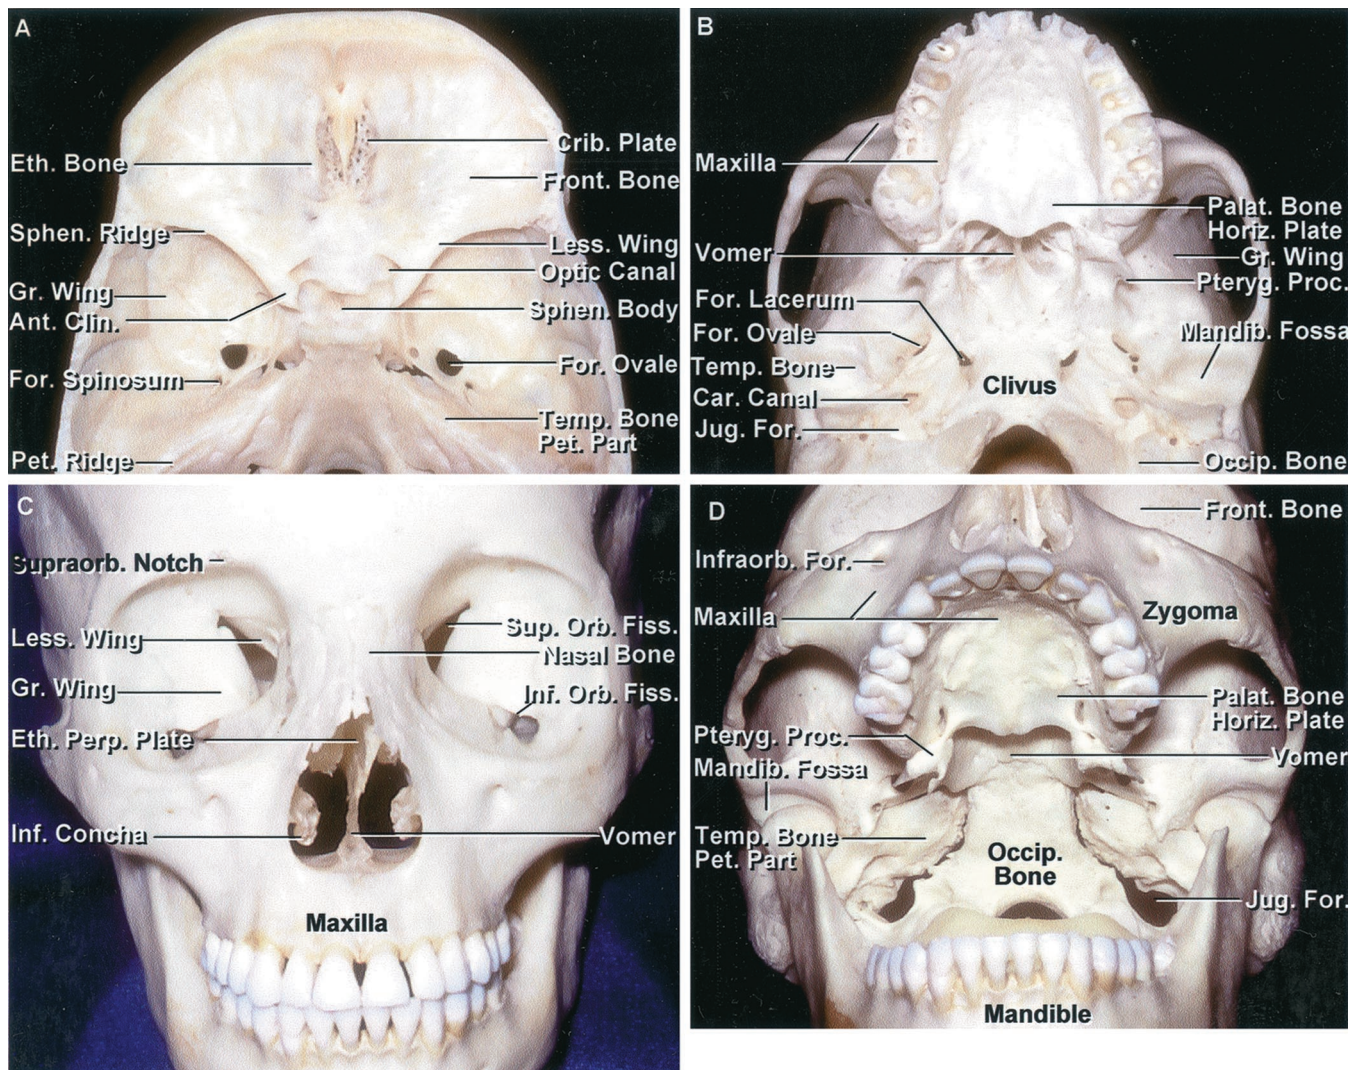 A
Crib. Plate
Eth. Bone
Front. Bone
Sphen. Ridge
Less. Wing
Optic Canal
Gr. Wing
Sphen. Body
Ant. Clin.
For. Ovale
For. Spinosum
Temp. Bone
Pet. Part
Pet. Ridge
B
Maxilla
Palat. Bone
Horiz. Plate
Vomer
Gr. Wing
Pteryg. Proc.
For. Lacerum
For. Ovale
Mandib. Fossa
Temp. Bone
Clivus
Car. Canal
Jug. For.
Occip. Bone
C
Supraorb. Notch
Sup. Orb. Fiss.
Less. Wing
Nasal Bone
Gr. Wing
Inf. Orb. Fiss.
Eth. Perp. Plate
Inf. Concha
Vomer
Maxilla
D
Front. Bone
Infraorb. For.
Maxilla
Zygoma
Palat. Bone
Horiz. Plate
Pteryg. Proc.
Vomer
Mandib. Fossa
Temp. Bone
Pet. Part
Occip.
Bone
Jug. For.
Mandible